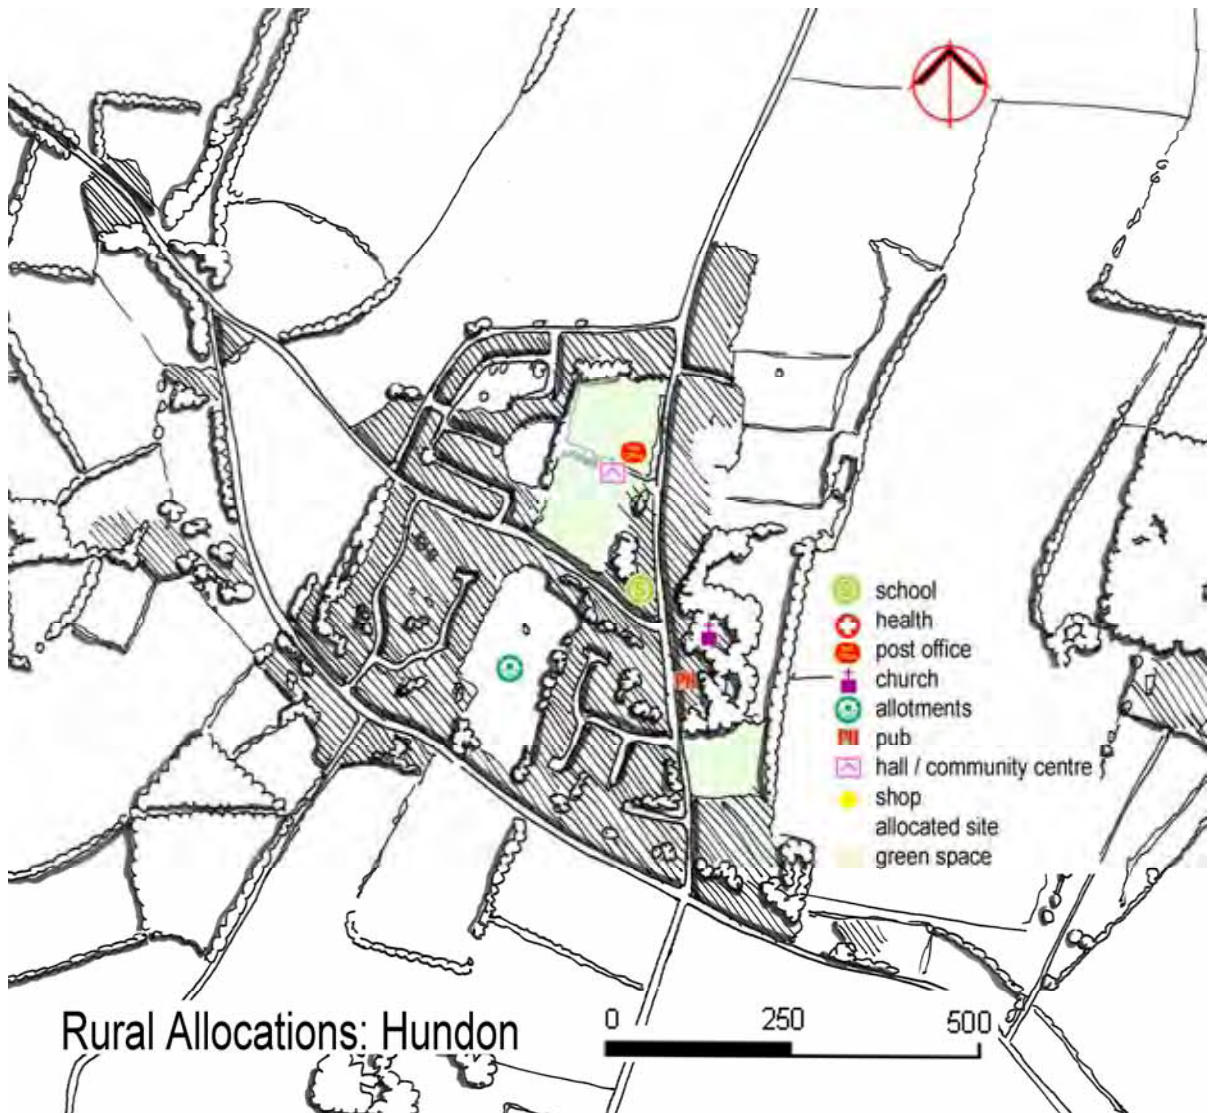 PH
school
health
post office
church
allotments
pub
hall / community centre
shop
allocated site
green space
Rural Allocations: Hundon
0
250
500